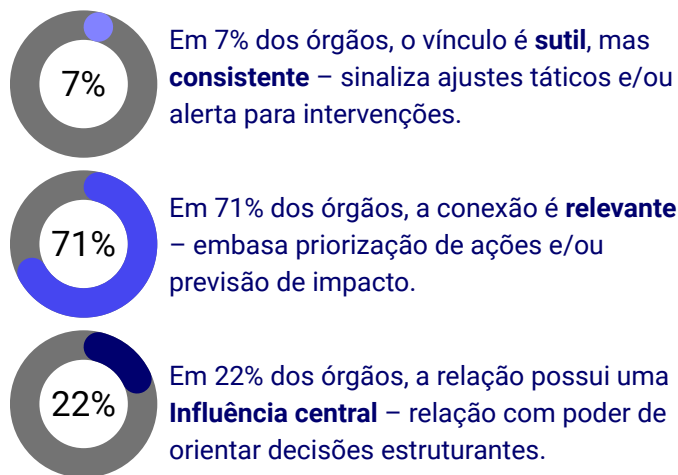 7%
Em 7% dos órgãos, o vínculo é sutil, mas
consistente – sinaliza ajustes táticos e/ou
alerta para intervenções.
71%
Em 71% dos órgãos, a conexão é relevante
– embasa priorização de ações e/ou
previsão de impacto.
22%
Em 22% dos órgãos, a relação possui uma
Influência central – relação com poder de
orientar decisões estruturantes.